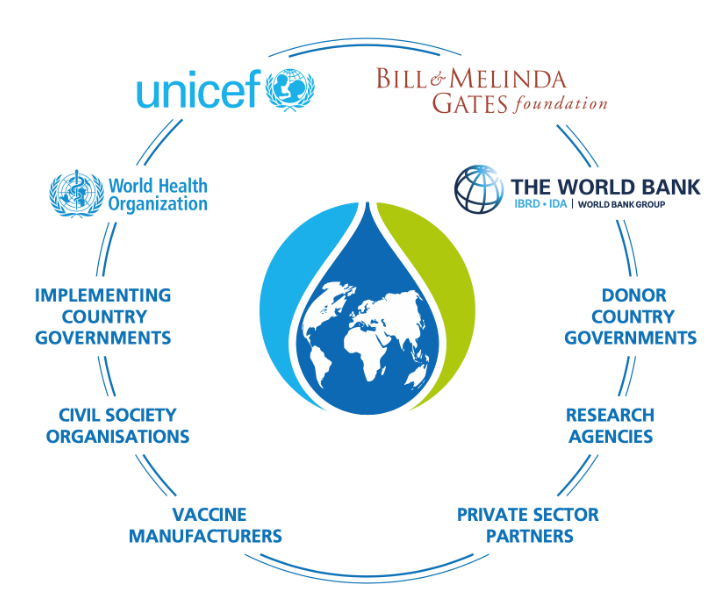 unicef
BILL & MELINDA
GATES foundation
World Health
Organization
THE WORLD BANK
IBRD • IDA | WORLD BANK GROUP
IMPLEMENTING
COUNTRY
GOVERNMENTS
DONOR
COUNTRY
GOVERNMENTS
CIVIL SOCIETY
ORGANISATIONS
RESEARCH
AGENCIES
VACCINE
MANUFACTURERS
PRIVATE SECTOR
PARTNERS